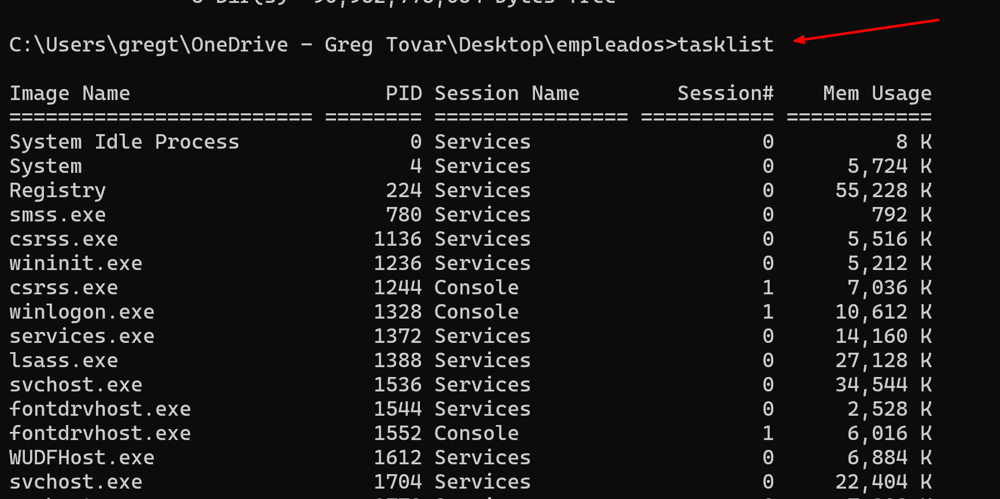 C:\Users\gregt\OneDrive - Greg Tovar\Desktop\empleados>tasklist
Image Name                     PID Session Name        Session#    Mem Usage
========================= ======== ================ =========== ============
System Idle Process              0 Services                   0          8 K
System                           4 Services                   0      5,724 K
Registry                       224 Services                   0     55,228 K
smss.exe                       780 Services                   0        792 K
csrss.exe                     1136 Services                   0      5,516 K
wininit.exe                   1236 Services                   0      5,212 K
csrss.exe                     1244 Console                    1      7,036 K
winlogon.exe                  1328 Console                    1     10,612 K
services.exe                  1372 Services                   0     14,160 K
lsass.exe                     1388 Services                   0     27,128 K
svchost.exe                   1536 Services                   0     34,544 K
fontdrvhost.exe               1544 Services                   0      2,528 K
fontdrvhost.exe               1552 Console                    1      6,016 K
WUDFHost.exe                  1612 Services                   0      6,884 K
svchost.exe                   1704 Services                   0     22,404 K